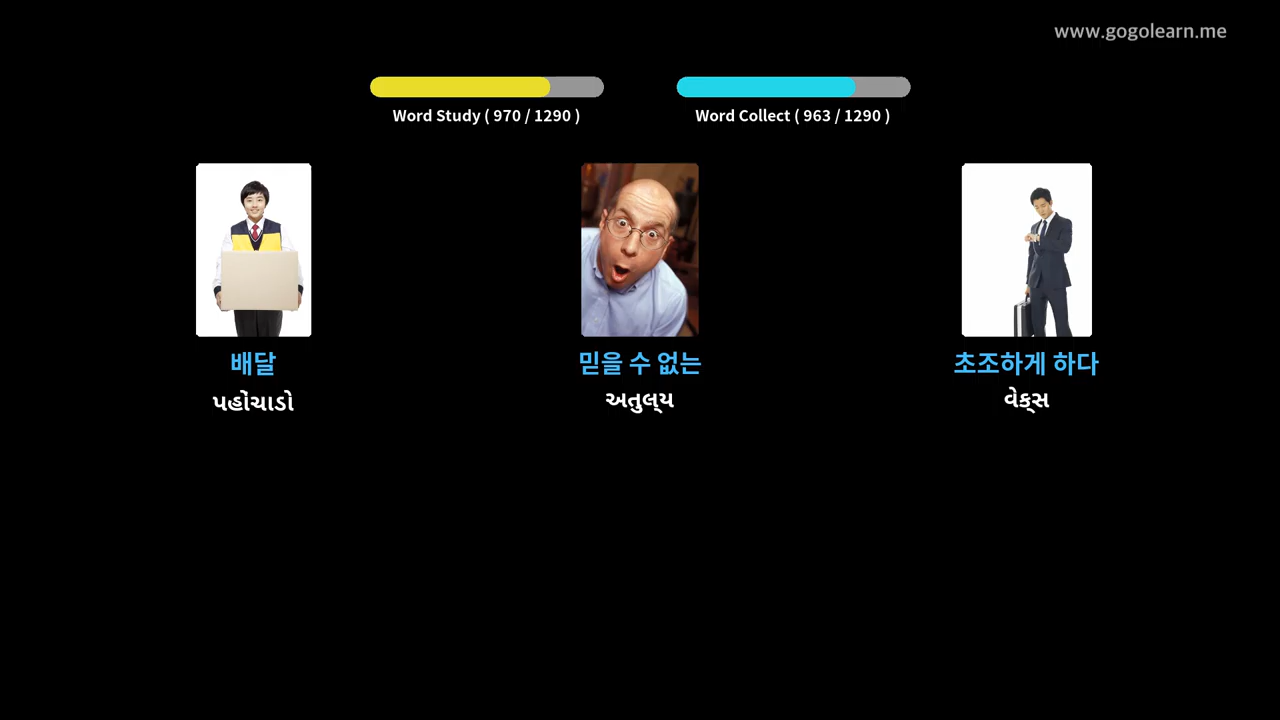 www.gogolearn.me
Word Study ( 970 / 1290 )
Word Collect ( 963 / 1290 )
배달
믿을 수 없는
초조하게 하다
પહોંચાડો
અતુલ્ય
વેક્સ